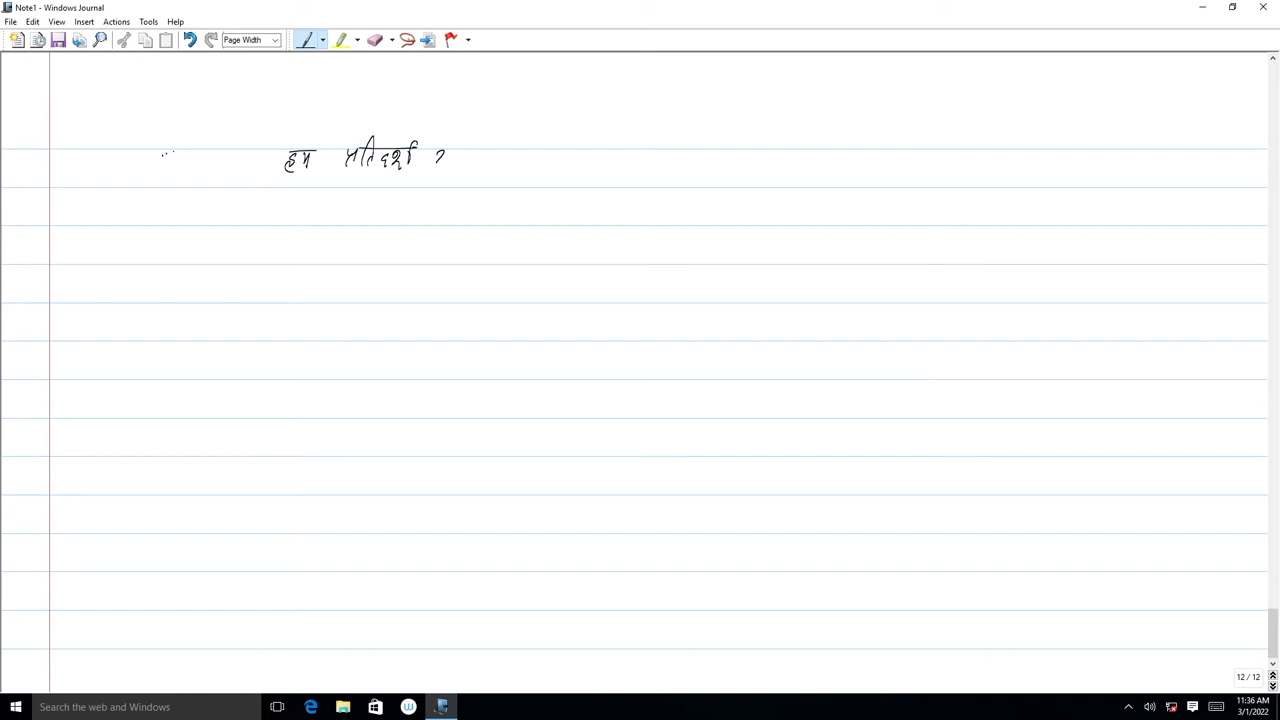 Note1 - Windows Journal
File Edit View Insert Actions Tools Help
Page Width
हम प्रतिदर्श
12 / 12
Search the web and Windows
11:36 AM
3/1/2022